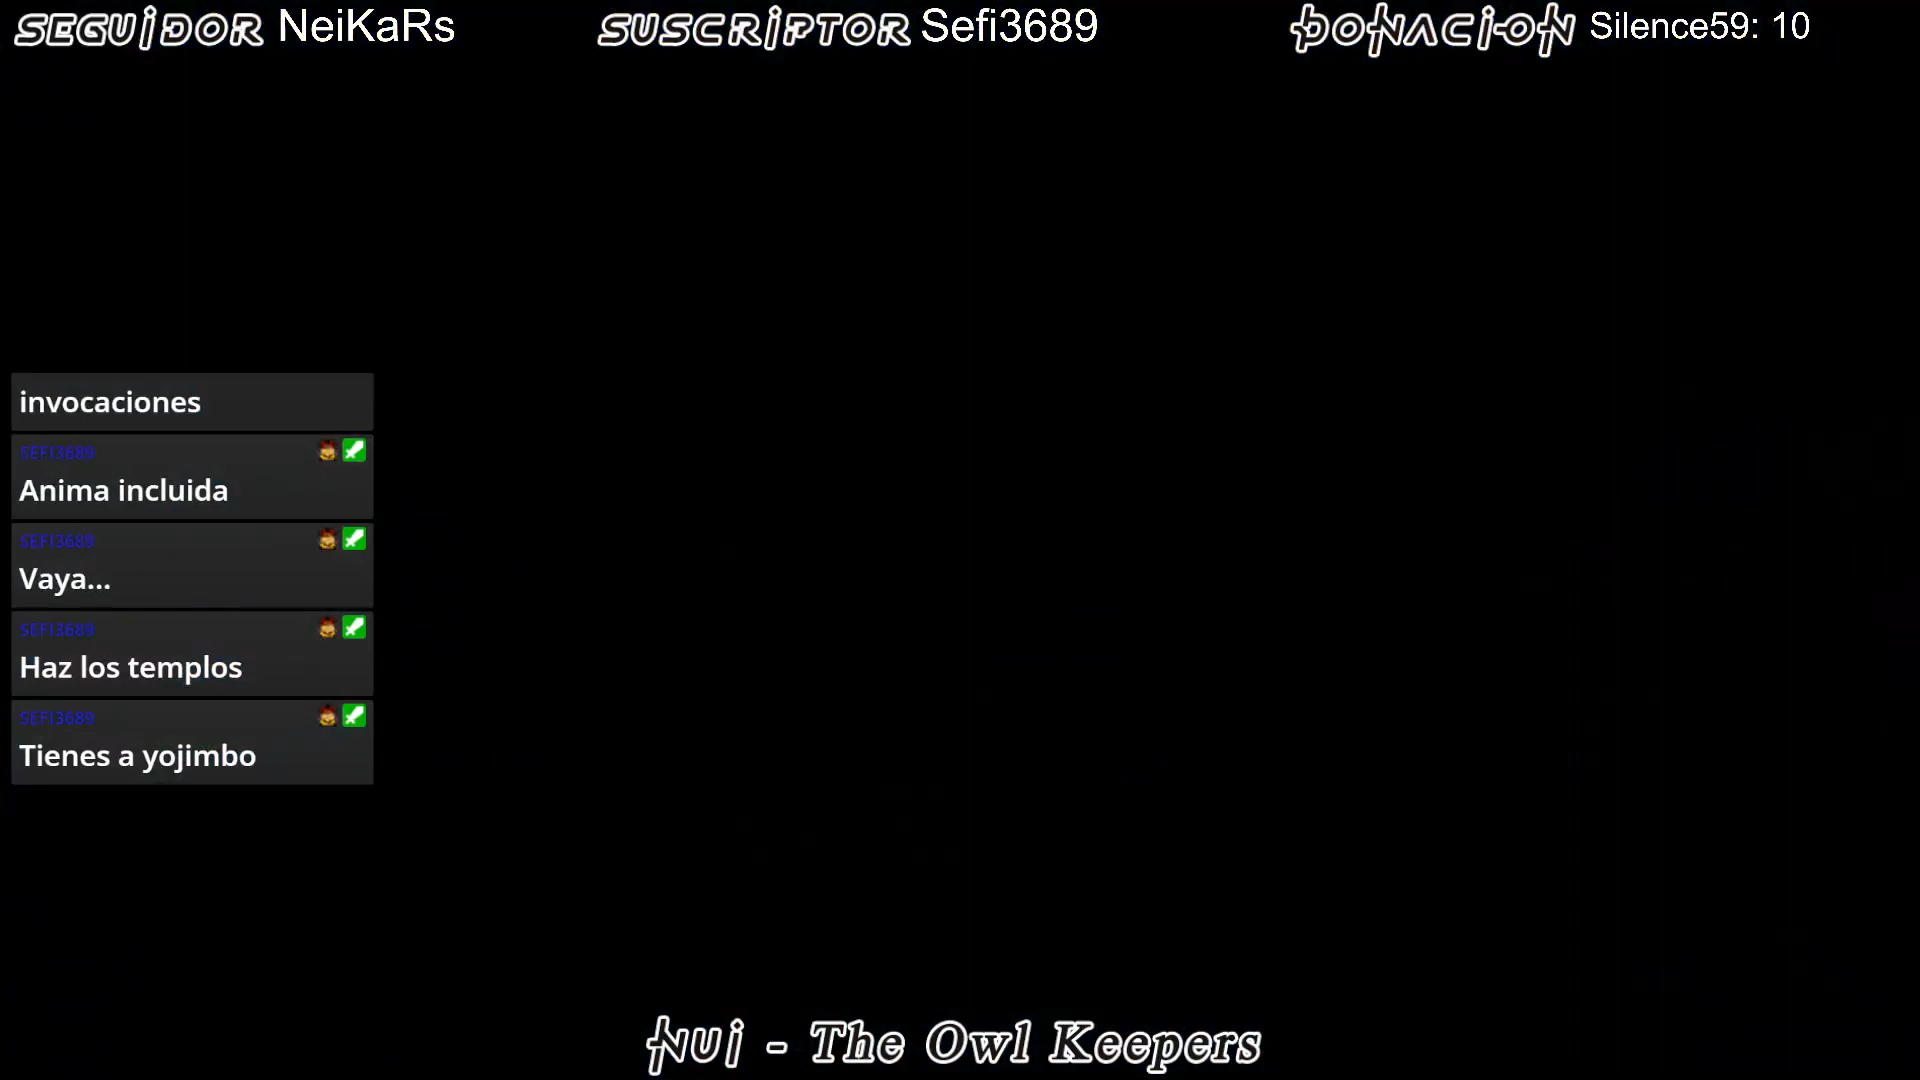 SEGUIDOR NeiKaRs
SUSCRIPTOR Sefi3689
DONACION Silence59: 10
invocaciones
SEFI3689
Anima incluida
SEFI3689
Vaya...
SEFI3689
Haz los templos
SEFI3689
Tienes a yojimbo
Nui - The Owl Keepers